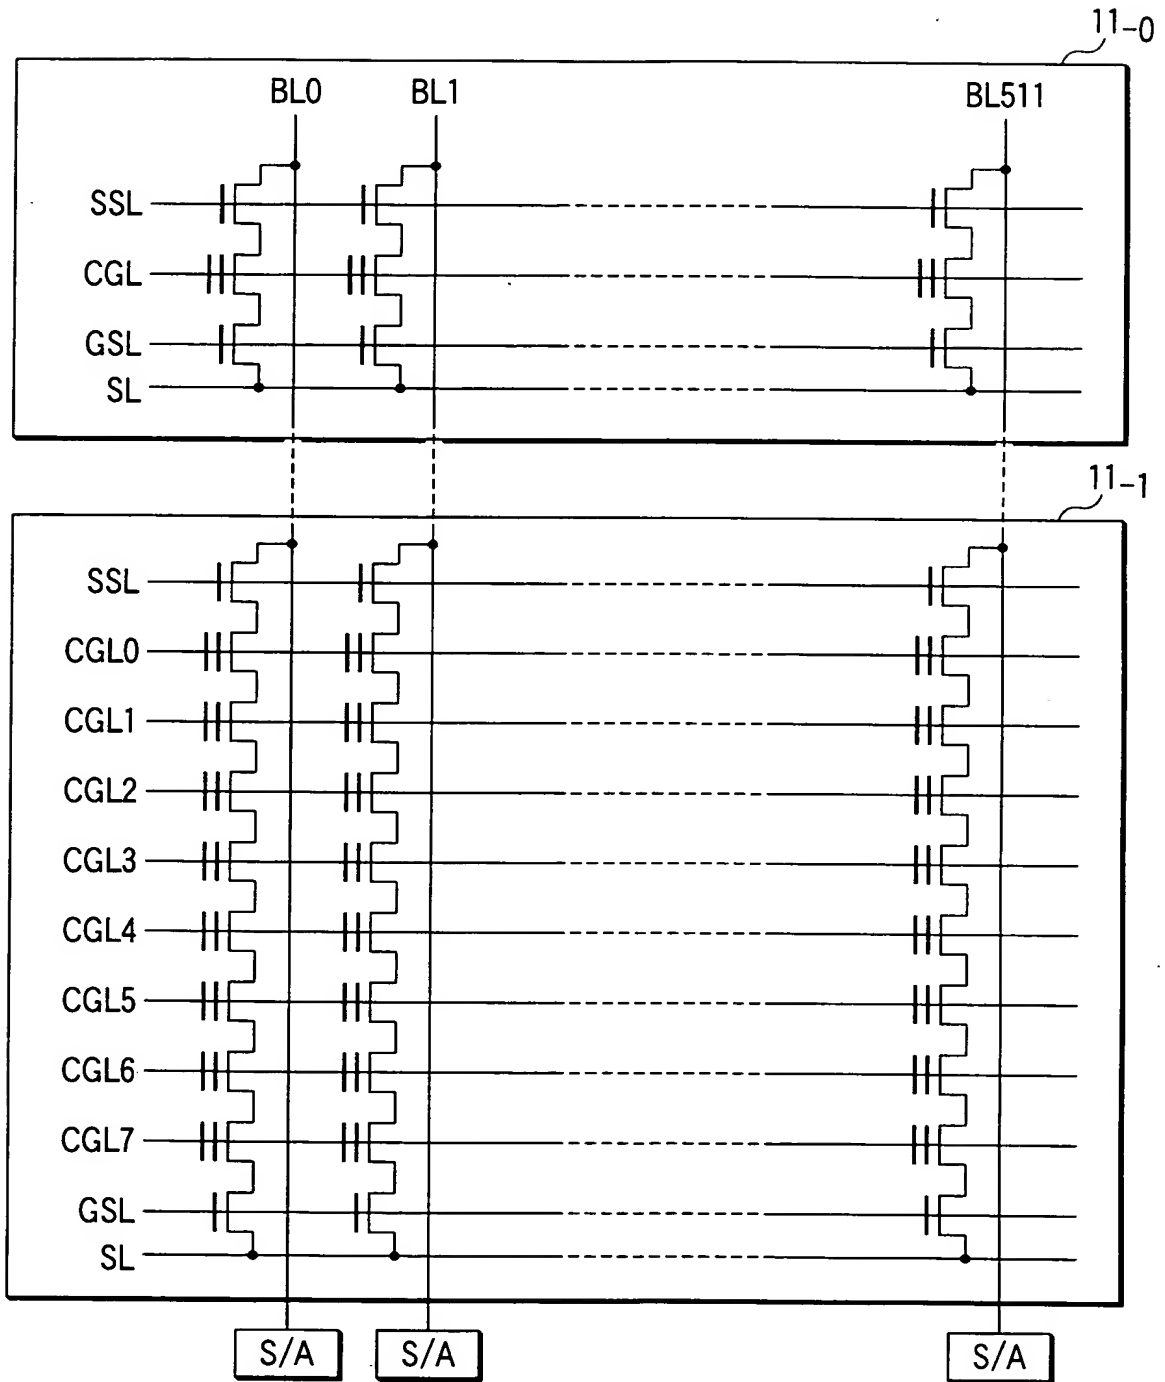 11-0
BL0 BL1 BL511
SSL
CGL
GSL
SL
11-1
SSL
CGL0
CGL1
CGL2
CGL3
CGL4
CGL5
CGL6
CGL7
GSL
SL
S/A S/A S/A